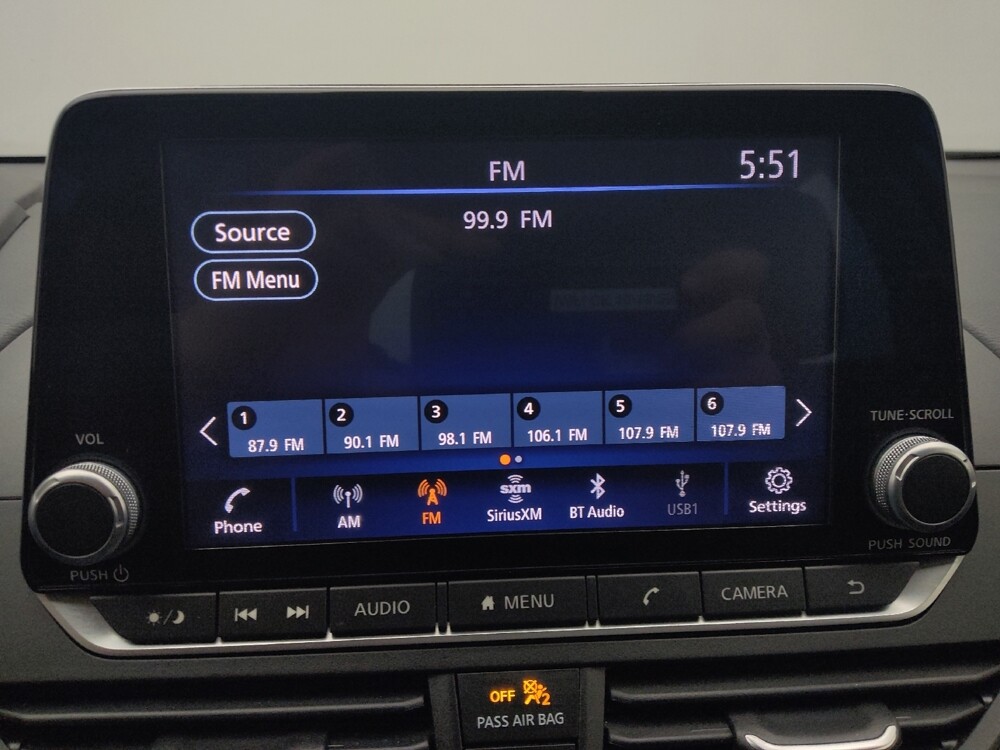 FM
5:51
Source
99.9 FM
FM Menu
1 2 3 4 5 6
87.9 FM 90.1 FM 98.1 FM 106.1 FM 107.9 FM 107.9 FM
VOL
TUNE·SCROLL
sxm
Phone AM FM SiriusXM BT Audio USB1 Settings
PUSH
PUSH SOUND
AUDIO MENU CAMERA
OFF 2
PASS AIR BAG